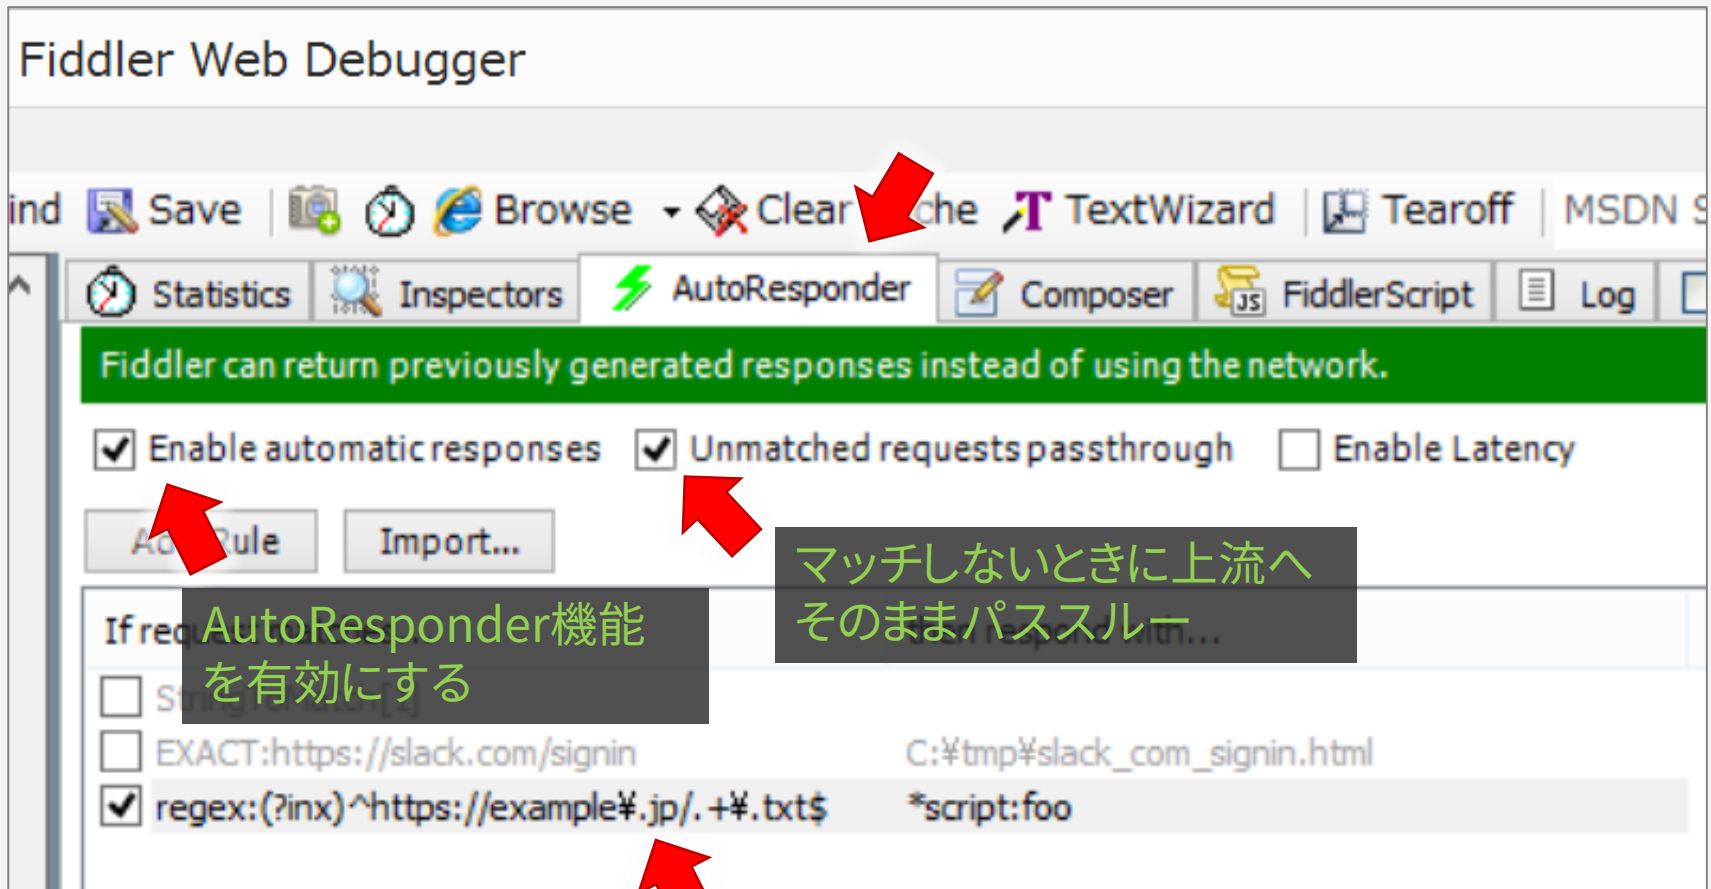 Fiddler Web Debugger
ind Save Browse Clear che TextWizard Tearoff MSDN S
Statistics Inspectors AutoResponder Composer FiddlerScript Log
Fiddler can return previously generated responses instead of using the network.
Enable automatic responses Unmatched requests passthrough Enable Latency
Rule Import...
マッチしないときに上流へ
そのままパススルー
If
AutoResponder機能
を有効にする
EXACT:https://slack.com/signin C:¥tmp¥slack_com_signin.html
regex:(?inx)^https://example¥.jp/.+¥.txt$ *script:foo